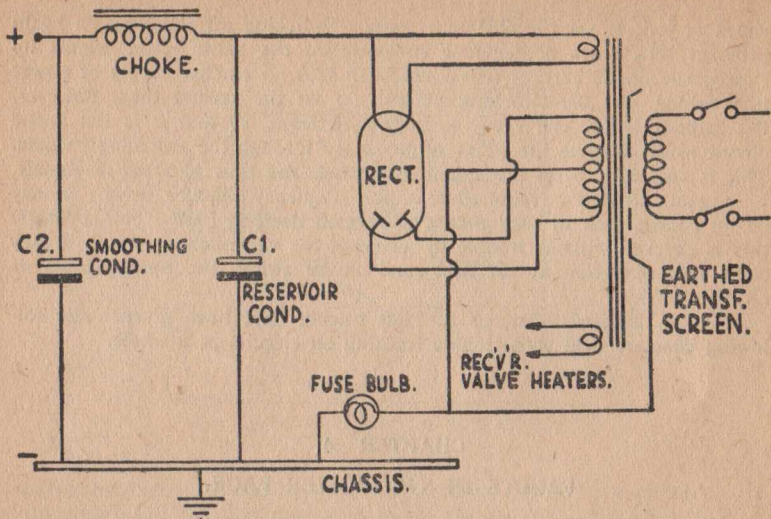 +
CHOKE.
RECT.
C2.
SMOOTHING
COND.
C1.
RESERVOIR
COND.
EARTHED
TRANSF.
SCREEN.
REC'V'R.
VALVE HEATERS.
FUSE BULB.
-
CHASSIS.